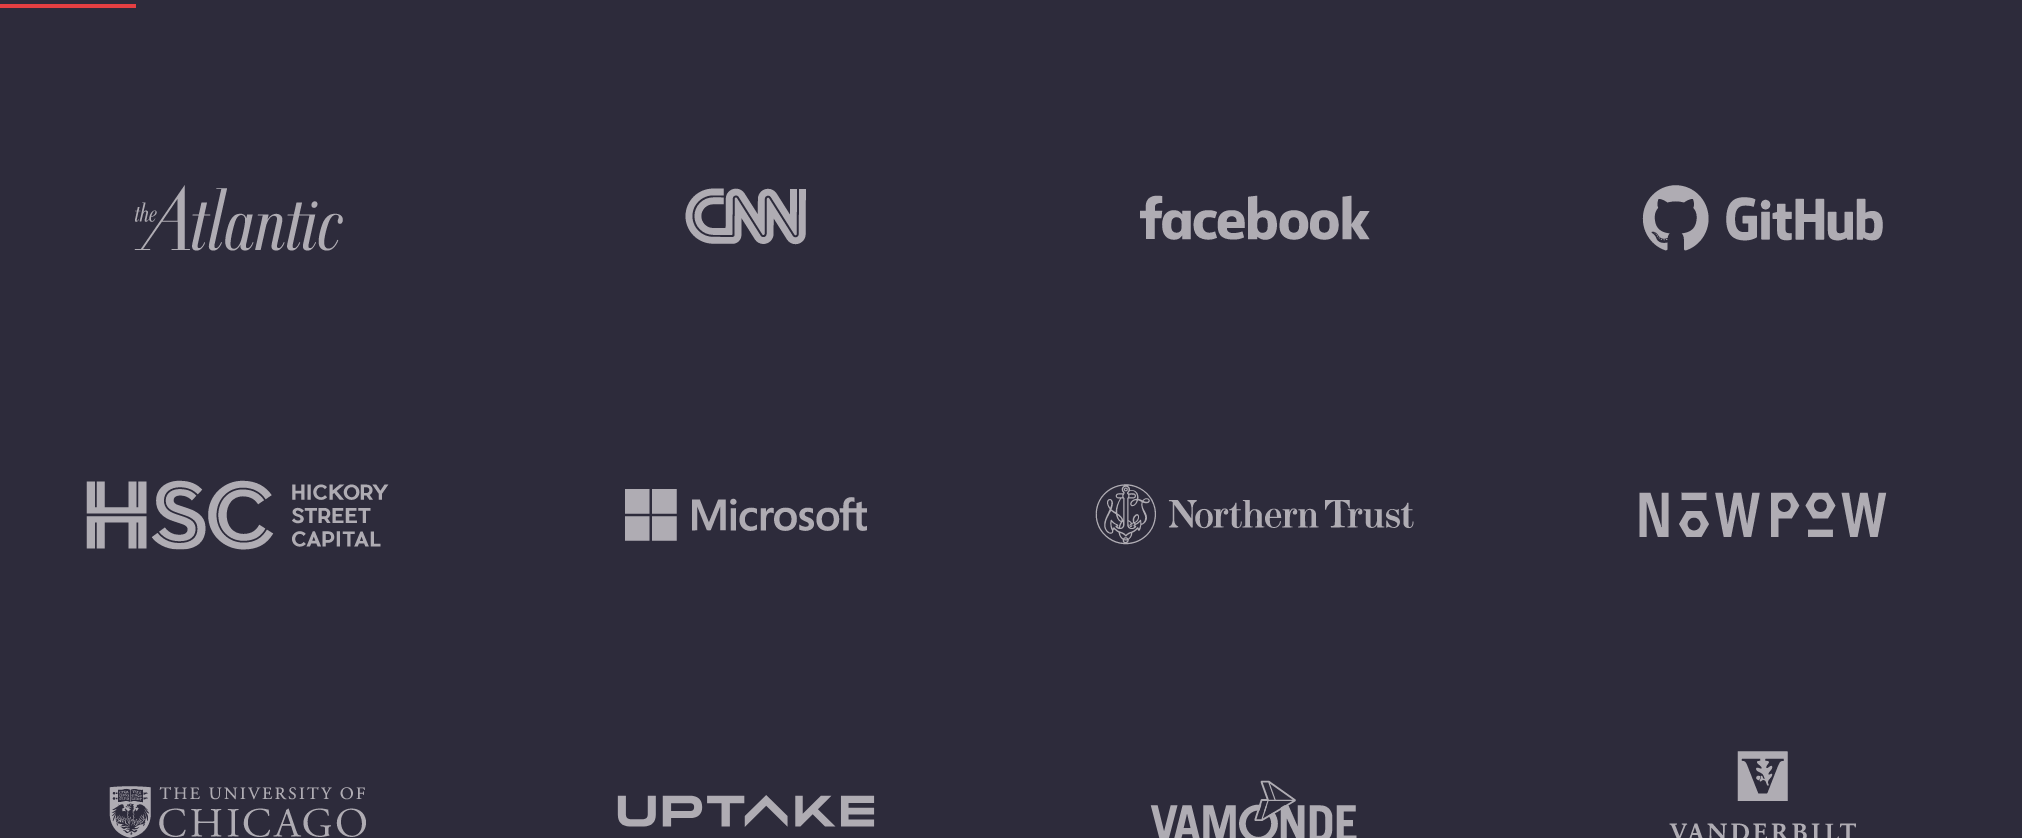 the Atlantic
CNN
facebook
GitHub
HSC
HICKORY
STREET
CAPITAL
Microsoft
Northern Trust
NOWPOW
THE UNIVERSITY OF
CHICAGO
UPTAKE
VAMONDE
V
VANDERBILT